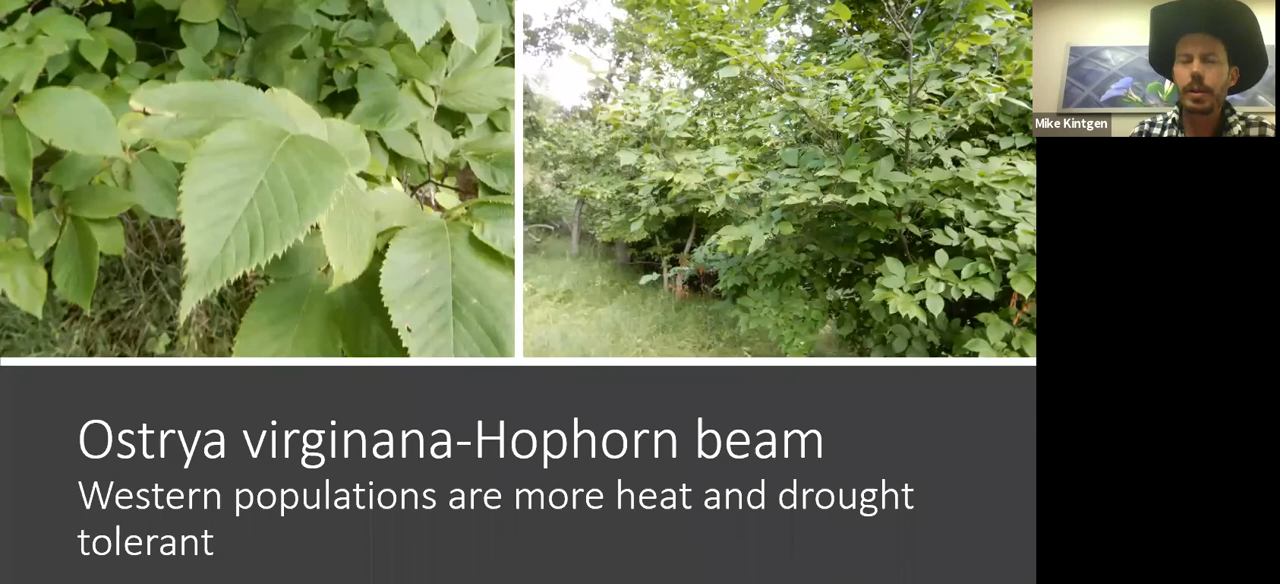 Mike Kintgen
Ostrya virginana-Hophorn beam
Western populations are more heat and drought
tolerant